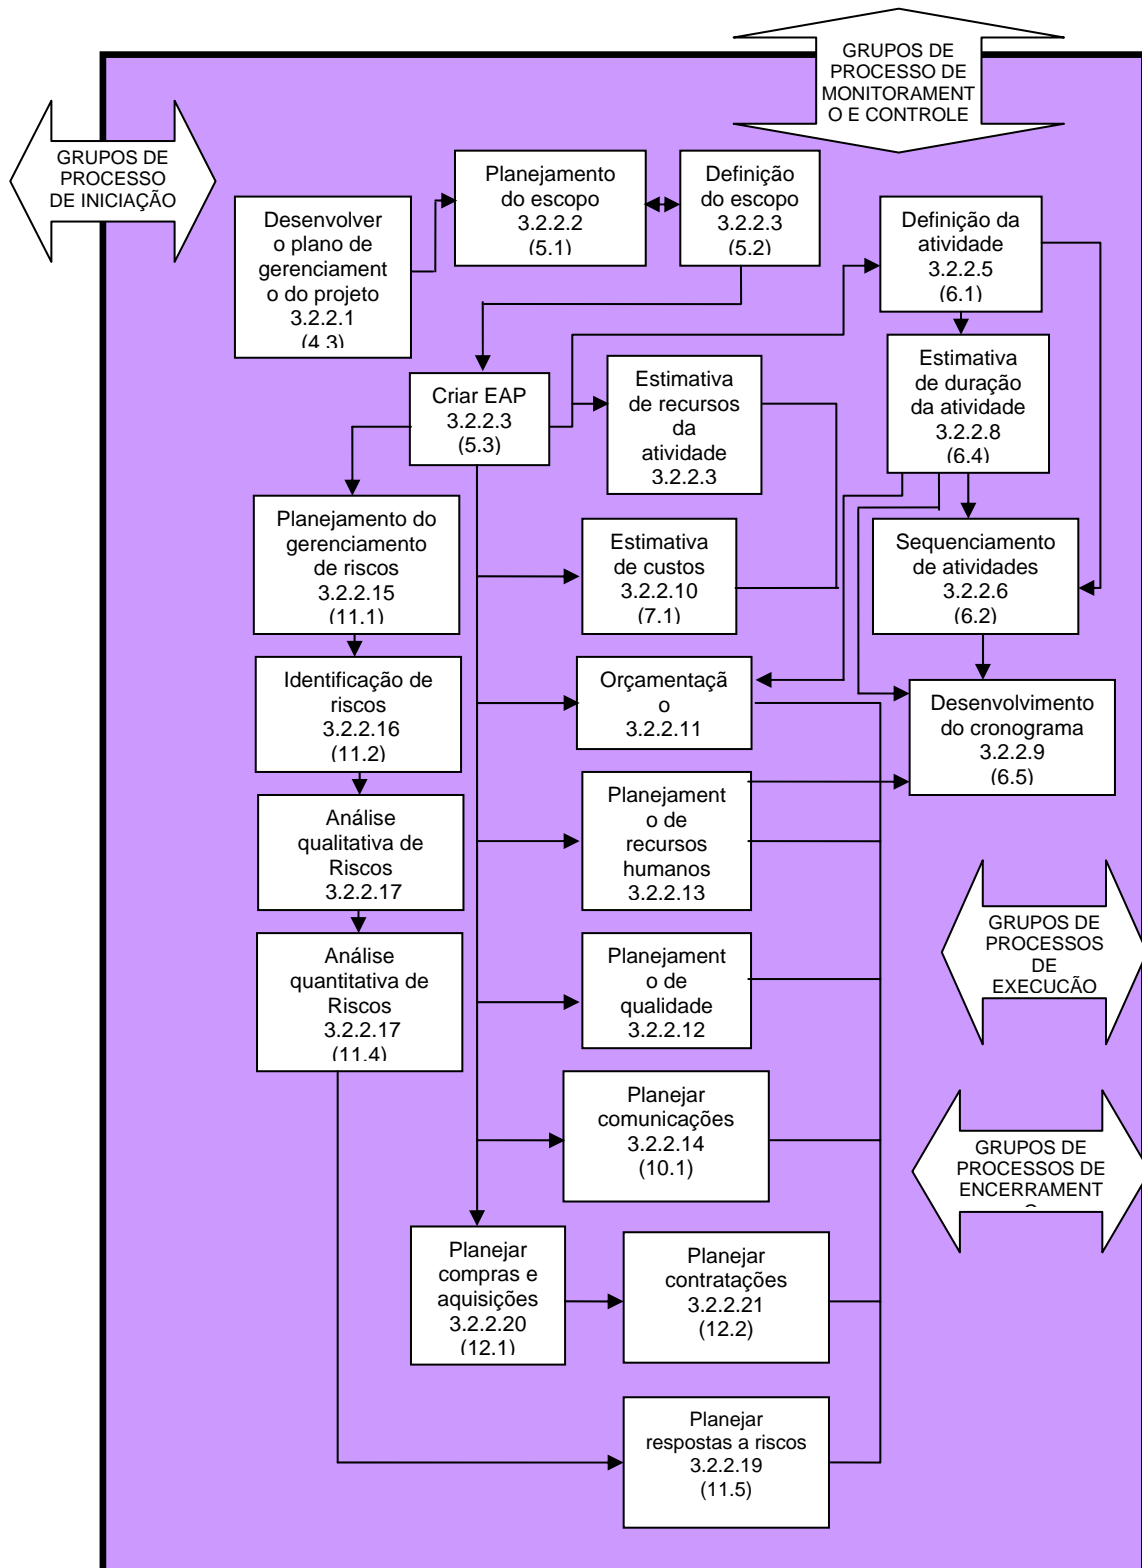 GRUPOS DE
PROCESSO DE
MONITORAMENT
O E CONTROLE
GRUPOS DE
PROCESSO
DE INICIAÇÃO
Desenvolver
o plano de
gerenciament
o do projeto
3.2.2.1
(4.3)
Planejamento
do escopo
3.2.2.2
(5.1)
Definição
do escopo
3.2.2.3
(5.2)
Definição da
atividade
3.2.2.5
(6.1)
Criar EAP
3.2.2.3
(5.3)
Estimativa
de recursos
da
atividade
3.2.2.3
Estimativa
de duração
da atividade
3.2.2.8
(6.4)
Planejamento do
gerenciamento
de riscos
3.2.2.15
(11.1)
Estimativa
de custos
3.2.2.10
(7.1)
Sequenciamento
de atividades
3.2.2.6
(6.2)
Identificação de
riscos
3.2.2.16
(11.2)
Orçamentaçã
o
3.2.2.11
Desenvolvimento
do cronograma
3.2.2.9
(6.5)
Análise
qualitativa de
Riscos
3.2.2.17
Planejament
o de
recursos
humanos
3.2.2.13
Análise
quantitativa de
Riscos
3.2.2.17
(11.4)
Planejament
o de
qualidade
3.2.2.12
GRUPOS DE
PROCESSOS
DE
EXECUCÃO
Planejar
comunicações
3.2.2.14
(10.1)
GRUPOS DE
PROCESSOS DE
ENCERRAMENT
Planejar
compras e
aquisições
3.2.2.20
(12.1)
Planejar
contratações
3.2.2.21
(12.2)
Planejar
respostas a riscos
3.2.2.19
(11.5)